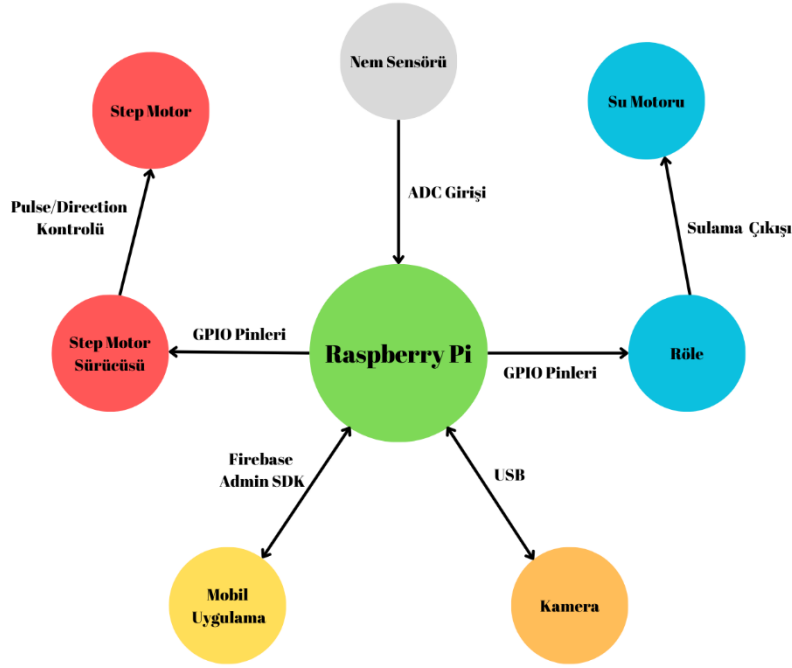 Nem Sensörü
Step Motor
Su Motoru
ADC Girişi
Pulse/Direction
Kontrolü
Sulama Çıkışı
GPIO Pinleri
Step Motor
Sürücüsü
Raspberry Pi
GPIO Pinleri
Röle
Firebase
Admin SDK
USB
Mobil
Uygulama
Kamera